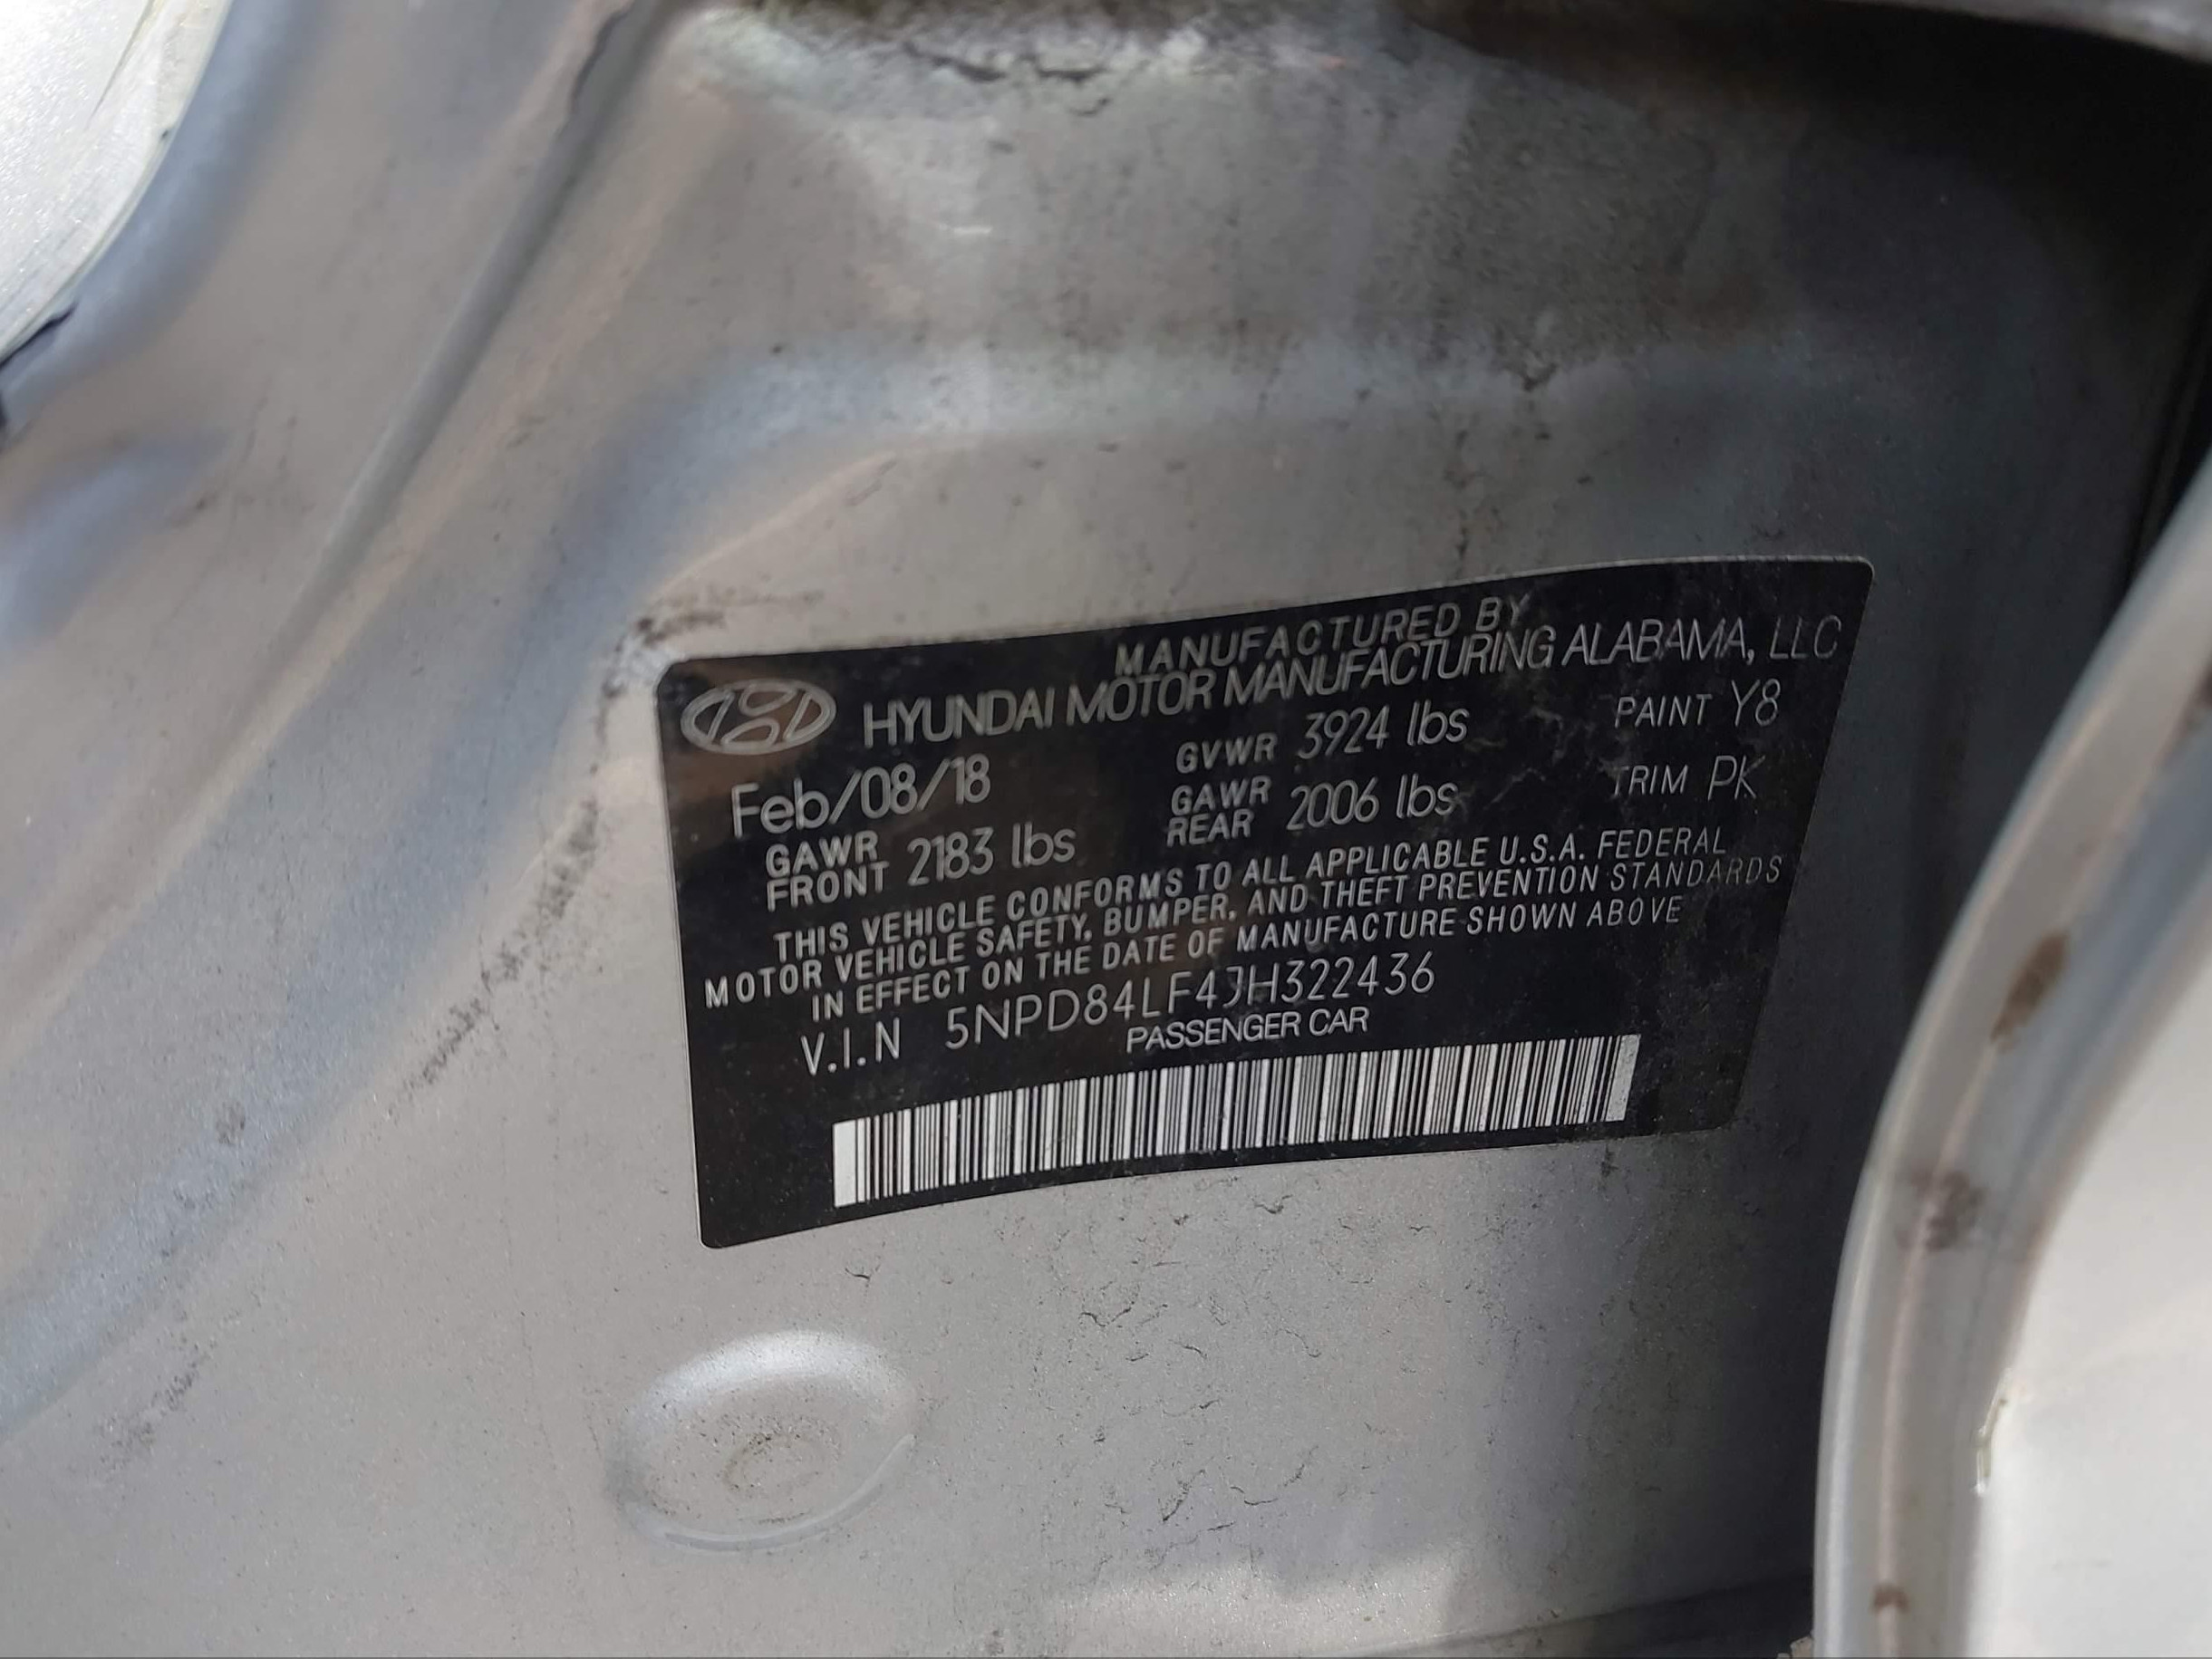 MANUFACTURED BY
HYUNDAI MOTOR MANUFACTURING ALABAMA, LLC
Feb/08/18 GVWR 3924 lbs PAINT Y8
GAWR FRONT 2183 lbs GAWR REAR 2006 lbs TRIM PK
THIS VEHICLE CONFORMS TO ALL APPLICABLE U.S.A. FEDERAL
MOTOR VEHICLE SAFETY, BUMPER, AND THEFT PREVENTION STANDARDS
IN EFFECT ON THE DATE OF MANUFACTURE SHOWN ABOVE
V.I.N 5NPD84LF4JH322436
PASSENGER CAR